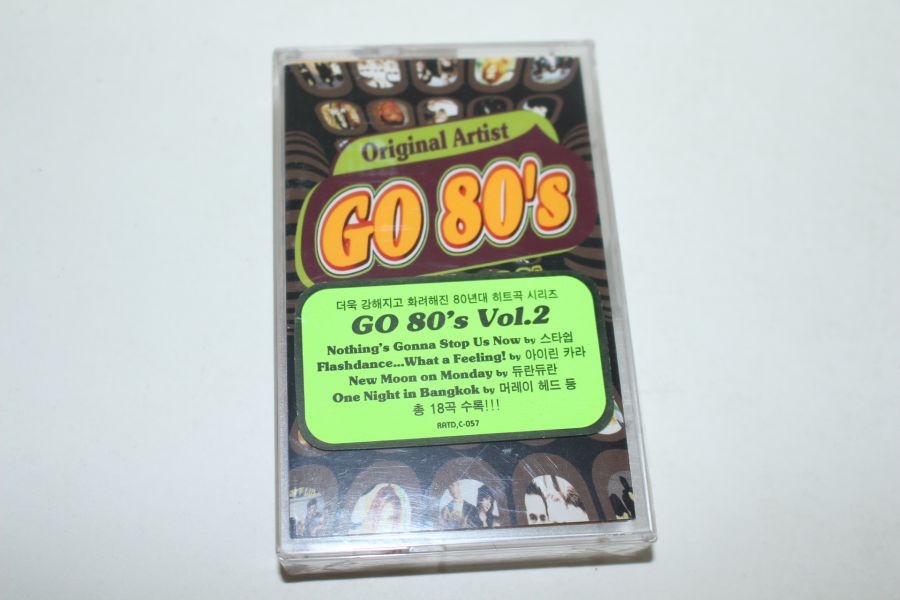 Original Artist
GO 80's
더욱 강해지고 화려해진 80년대 히트곡 시리즈
GO 80's Vol.2
Nothing's Gonna Stop Us Now by 스타쉽
Flashdance...What a Feeling! by 아이린 카라
New Moon on Monday by 듀란듀란
One Night in Bangkok by 머레이 헤드 등
총 18곡 수록!!!
RRTD,C-057